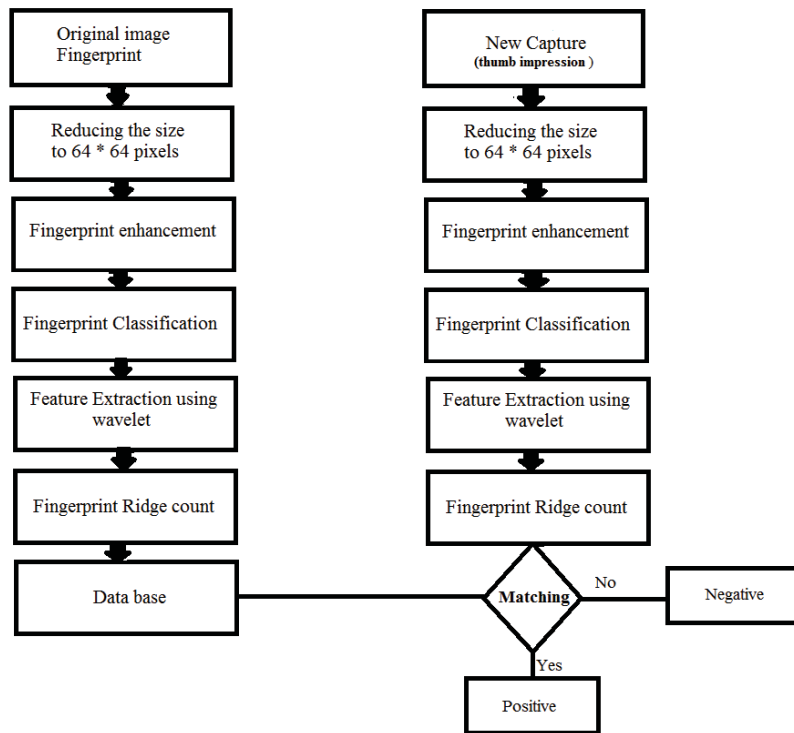 Original image
Fingerprint
Reducing the size
to 64 * 64 pixels
Fingerprint enhancement
Fingerprint Classification
Feature Extraction using
wavelet
Fingerprint Ridge count
Data base
New Capture
(thumb impression )
Reducing the size
to 64 * 64 pixels
Fingerprint enhancement
Fingerprint Classification
Feature Extraction using
wavelet
Fingerprint Ridge count
Matching
No
Negative
Yes
Positive